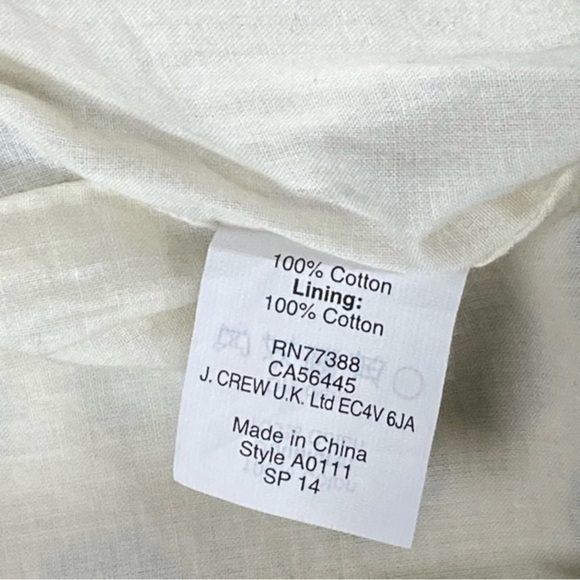 100% Cotton
Lining:
100% Cotton
RN77388
CA56445
J. CREW U.K. Ltd EC4V 6JA
Made in China
Style A0111
SP 14